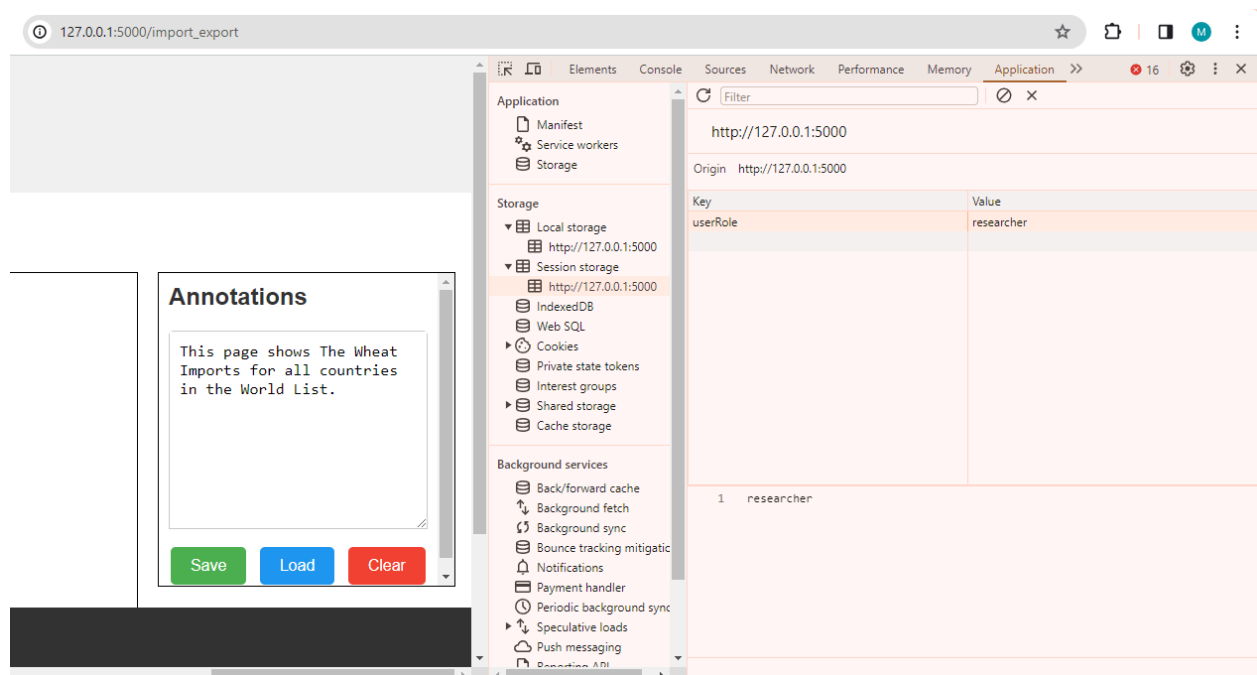 127.0.0.1:5000/import_export
M
Elements Console Sources Network Performance Memory Application
16
Application
Manifest
Service workers
Storage
Storage
Local storage
http://127.0.0.1:5000
Session storage
http://127.0.0.1:5000
IndexedDB
Web SQL
Cookies
Private state tokens
Interest groups
Shared storage
Cache storage
Background services
Back/forward cache
Background fetch
Background sync
Bounce tracking mitigatic
Notifications
Payment handler
Periodic background sync
Speculative loads
Push messaging
Reporting API
Filter
http://127.0.0.1:5000
Origin http://127.0.0.1:5000
Key Value
userRole researcher
1 researcher
Annotations
This page shows The Wheat
Imports for all countries
in the World List.
Save Load Clear